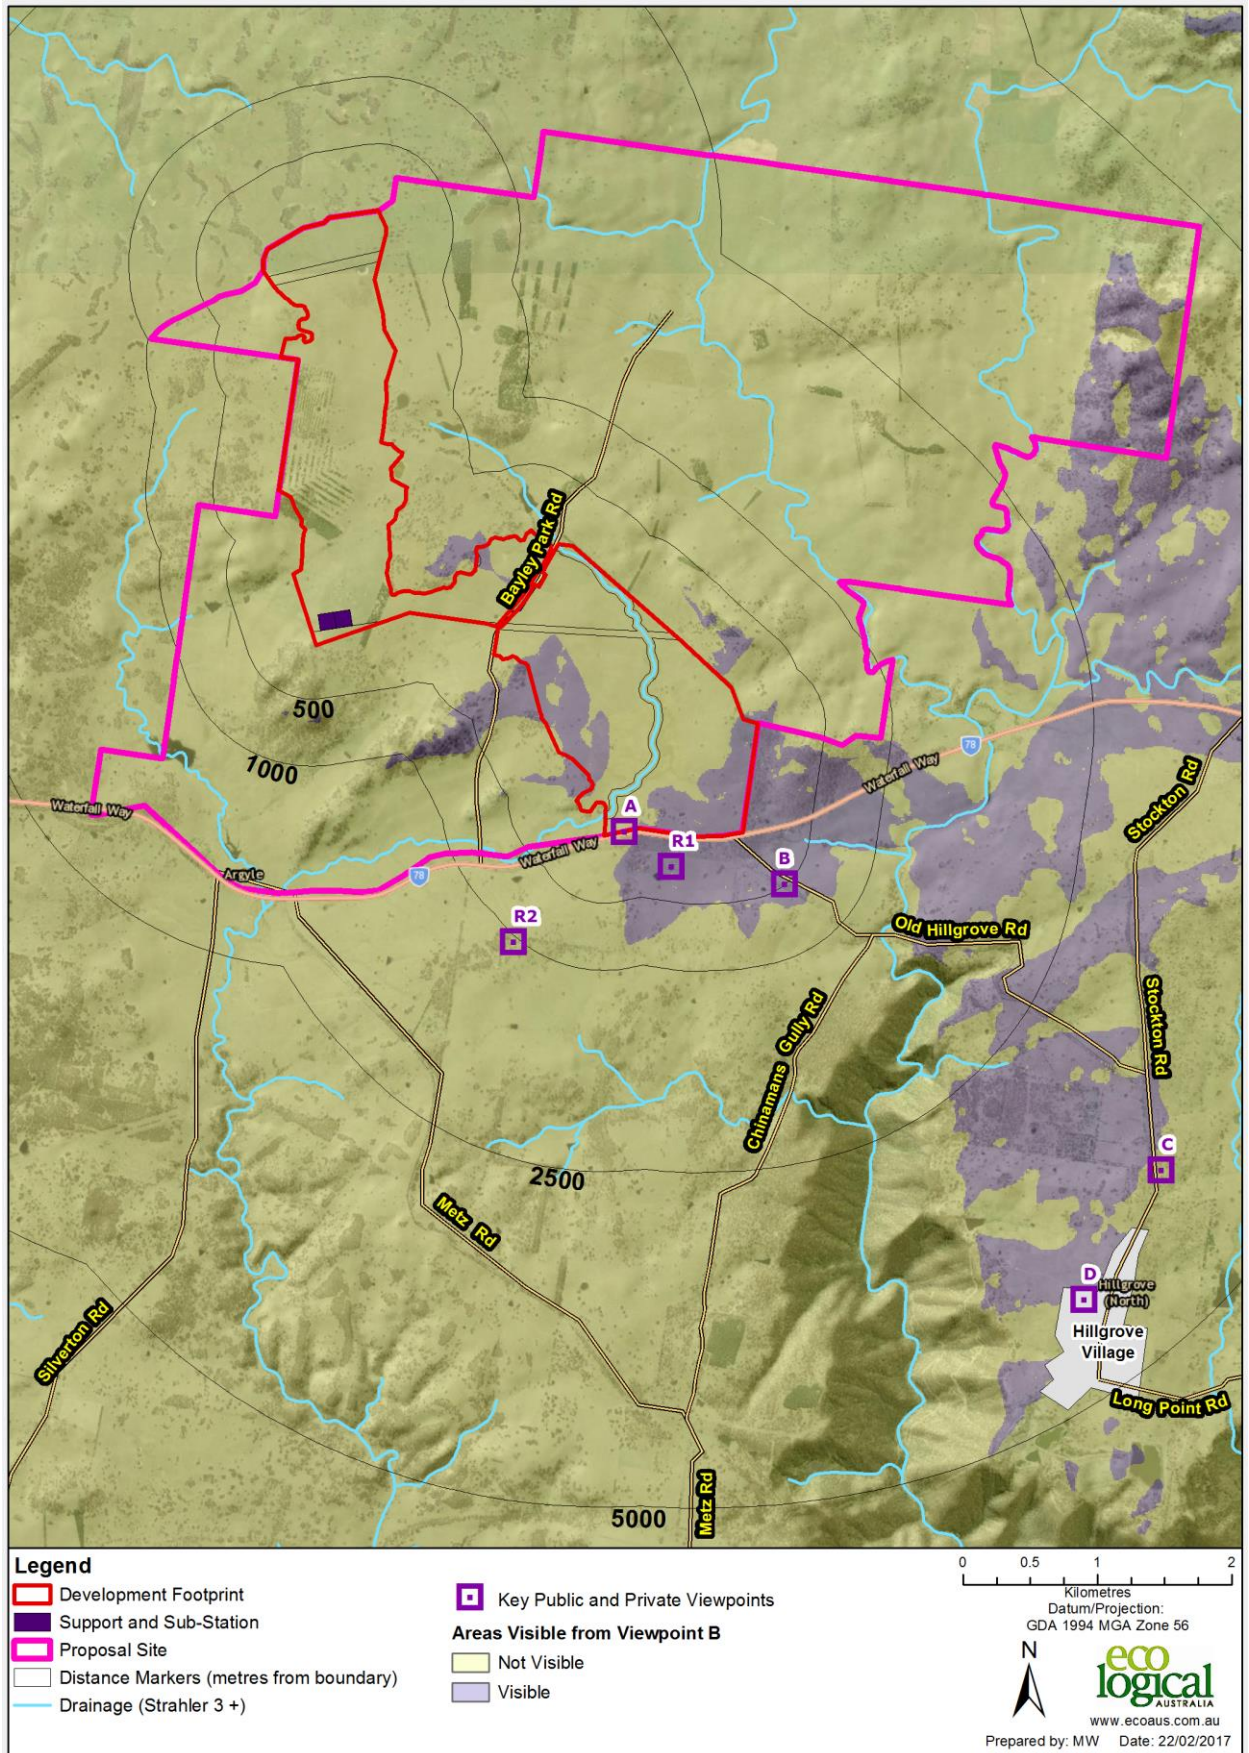 Bayley Park Rd
500
1000
Waterfall Way
78
Waterfall Way
Stockton Rd
Waterfall Way
A
R1
B
Argyle
78
Waterfall Way
R2
Old Hillgrove Rd
Stockton Rd
Chinamans Gully Rd
C
2500
Metz Rd
D
Hillgrove
(North)
Hillgrove
Village
Silverton Rd
Long Point Rd
Metz Rd
5000
Legend
Development Footprint
Support and Sub-Station
Proposal Site
Distance Markers (metres from boundary)
Drainage (Strahler 3 +)
Key Public and Private Viewpoints
Areas Visible from Viewpoint B
Not Visible
Visible
0 0.5 1 2
Kilometres
Datum/Projection:
GDA 1994 MGA Zone 56
N
eco
logical
AUSTRALIA
www.ecoaus.com.au
Prepared by: MW Date: 22/02/2017